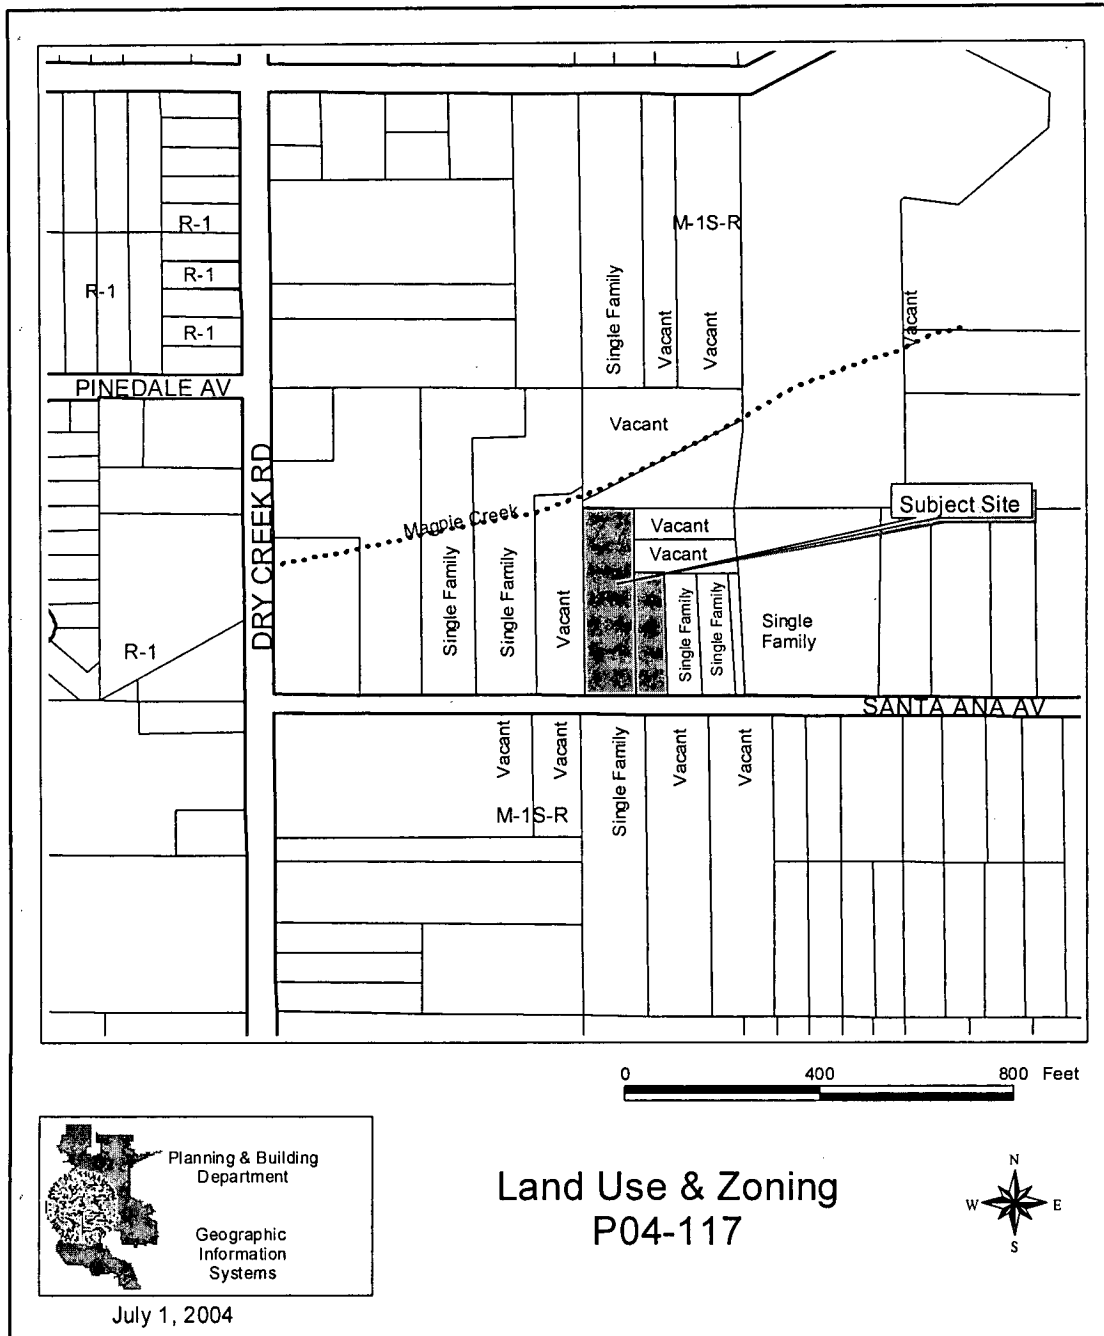 R-1
M-1S-R
R-1
R-1
Single Family
Vacant
Vacant
Vacant
R-1
PINEDALE AV
Vacant
DRY CREEK RD
Subject Site
Magpie Creek
Vacant
Vacant
Single Family
Single Family
Vacant
Single Family
Single Family
Single
Family
R-1
SANTA ANA AV
Vacant
Vacant
Single Family
Vacant
Vacant
M-1S-R
0 400 800 Feet
Planning & Building
Department
Geographic
Information
Systems
July 1, 2004
Land Use & Zoning
P04-117
N
W E
S